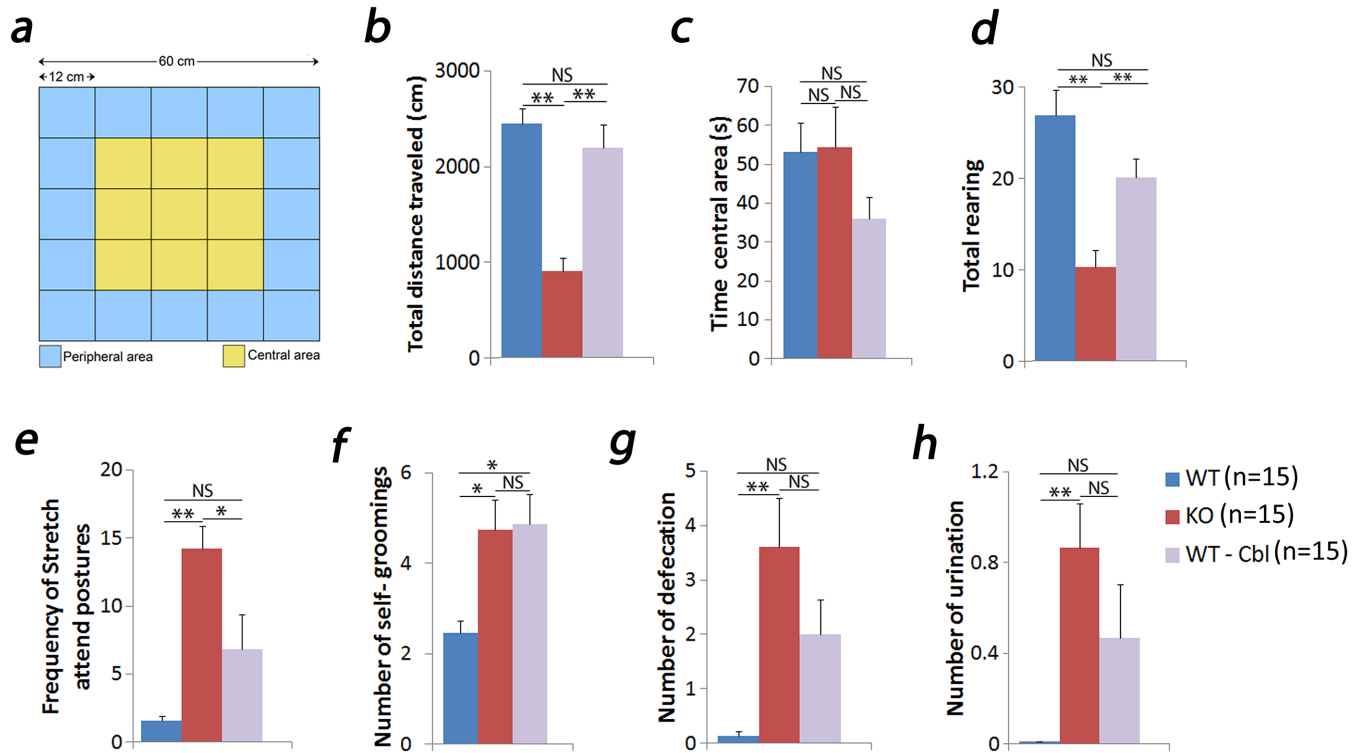 a
60 cm
12 cm
Peripheral area
Central area
b
Total distance traveled (cm)
3000
2000
1000
0
NS
**
**
c
Time central area (s)
70
60
50
40
30
20
10
0
NS
NS
NS
d
Total rearing
30
20
10
0
NS
**
**
e
Frequency of Stretch
attend postures
20
15
10
5
0
NS
**
*
f
Number of self- groomings
6
4
2
0
*
*
NS
g
Number of defecation
5
4
3
2
1
0
NS
**
NS
h
Number of urination
1.2
0.8
0.4
0
NS
**
NS
WT (n=15)
KO (n=15)
WT - Cbl (n=15)